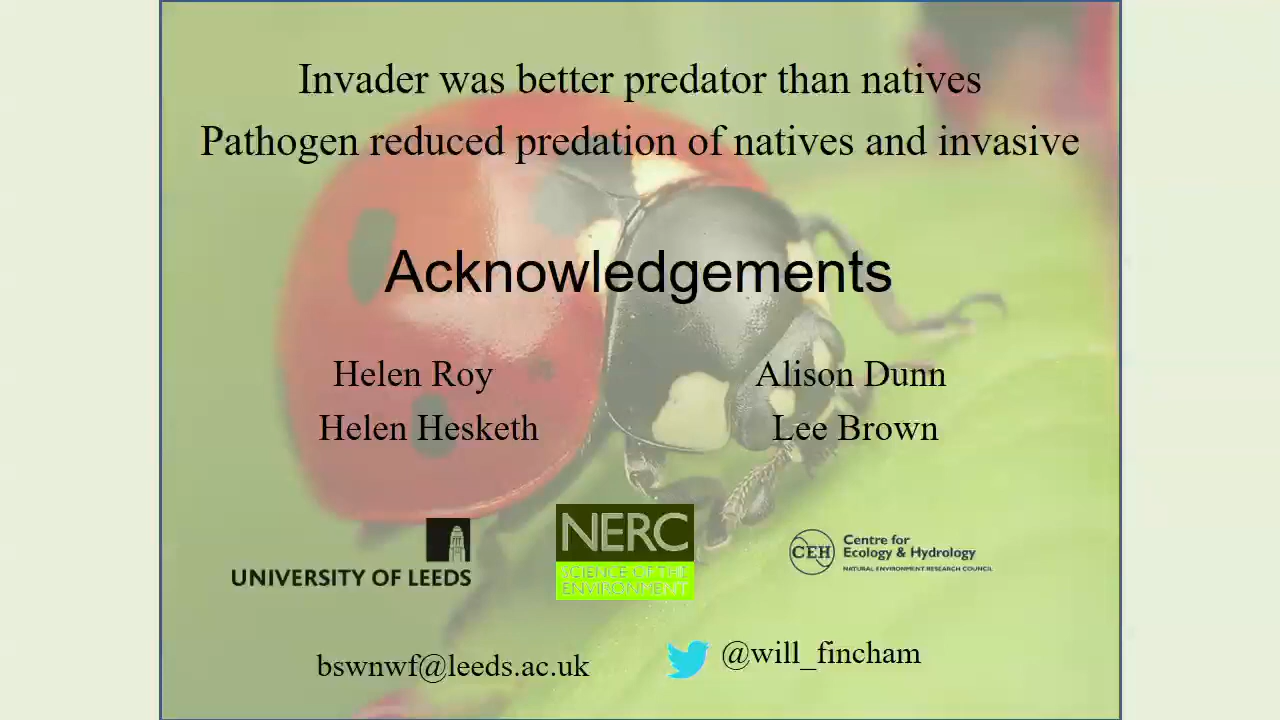 Invader was better predator than natives
Pathogen reduced predation of natives and invasive
Acknowledgements
Helen Roy
Alison Dunn
Helen Hesketh
Lee Brown
UNIVERSITY OF LEEDS
NERC
SCIENCE OF THE
ENVIRONMENT
CEH
Centre for
Ecology & Hydrology
NATURAL ENVIRONMENT RESEARCH COUNCIL
bswnwf@leeds.ac.uk
@will_fincham